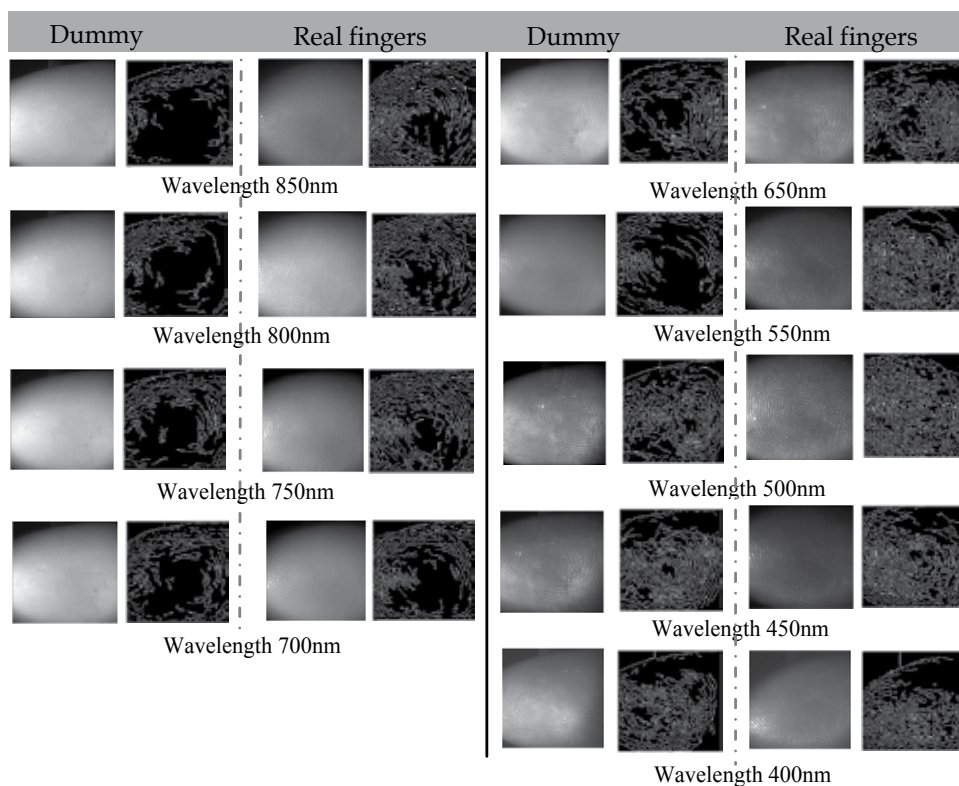 Dummy
Real fingers
Dummy
Real fingers
Wavelength 850nm
Wavelength 800nm
Wavelength 750nm
Wavelength 700nm
Wavelength 650nm
Wavelength 550nm
Wavelength 500nm
Wavelength 450nm
Wavelength 400nm